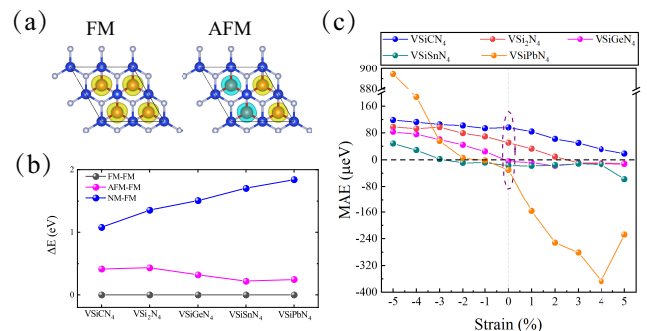 (a)
FM
AFM
(b)
FM-FM
AFM-FM
NM-FM
ΔE (eV)
2
1
0
VSiCN₄
VSi₂N₄
VSiGeN₄
VSiSnN₄
VSiPbN₄
(c)
VSiCN₄
VSi₂N₄
VSiGeN₄
VSiSnN₄
VSiPbN₄
MAE (μeV)
900
880
160
80
0
-80
-160
-240
-320
-400
-5
-4
-3
-2
-1
0
1
2
3
4
5
Strain (%)